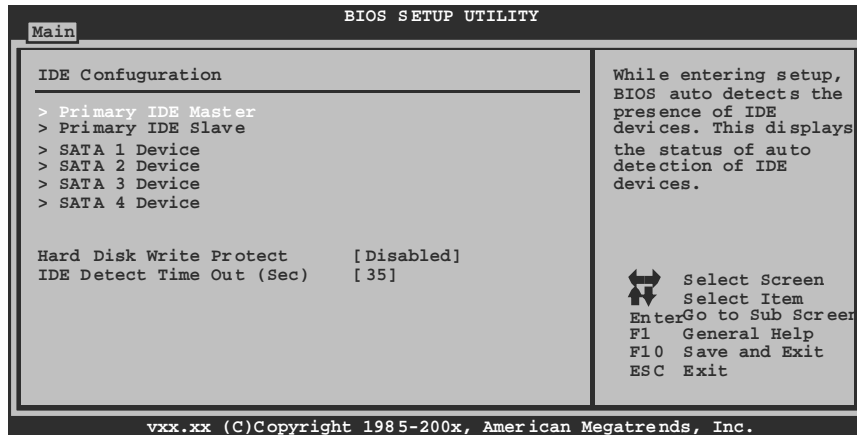 BIOS SETUP UTILITY
Main
IDE Confuguration
> Primary IDE Master
> Primary IDE Slave
> SATA 1 Device
> SATA 2 Device
> SATA 3 Device
> SATA 4 Device
Hard Disk Write Protect [Disabled]
IDE Detect Time Out (Sec) [35]
While entering setup,
BIOS auto detects the
presence of IDE
devices. This displays
the status of auto
detection of IDE
devices.
Select Screen
Select Item
Enter Go to Sub Screen
F1 General Help
F10 Save and Exit
ESC Exit
vxx.xx (C)Copyright 1985-200x, American Megatrends, Inc.